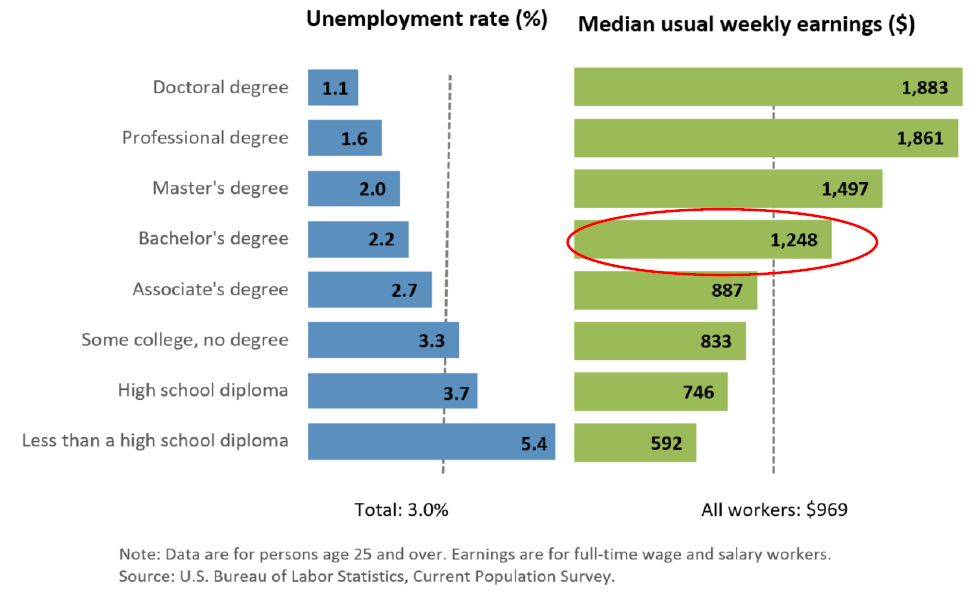 Unemployment rate (%) Median usual weekly earnings ($)
Doctoral degree 1.1 1,883
Professional degree 1.6 1,861
Master's degree 2.0 1,497
Bachelor's degree 2.2 1,248
Associate's degree 2.7 887
Some college, no degree 3.3 833
High school diploma 3.7 746
Less than a high school diploma 5.4 592
Total: 3.0% All workers: $969
Note: Data are for persons age 25 and over. Earnings are for full-time wage and salary workers.
Source: U.S. Bureau of Labor Statistics, Current Population Survey.